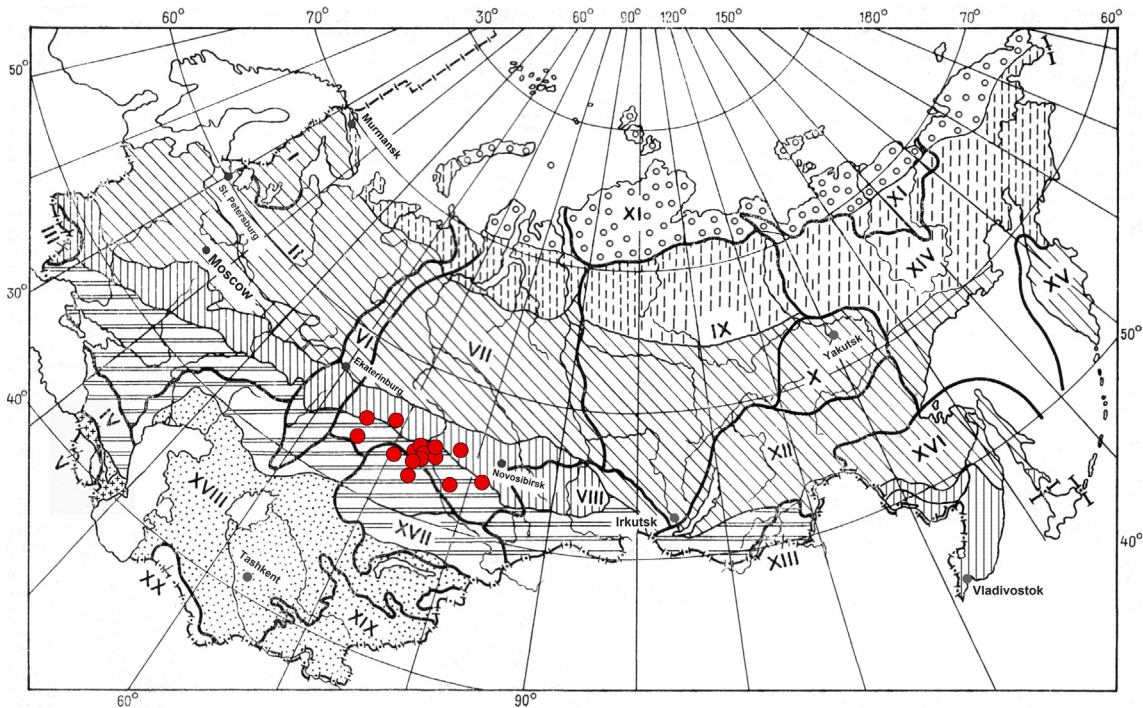 60° 70° 30° 60° 90° 120° 150° 180° 70° 60°
50°
I
Murmansk
I
St. Petersburg
XI
XI
III
II
Moscow
XIV
XV
30°
IX
50°
VI
VII
Yakutsk
Ekaterinburg
X
40°
IV
V
XII
XVI
Novosibirsk
XVIII
VIII
Irkutsk
XVII
40°
XIII
Tashkent
XX
Vladivostok
XIX
60° 90°